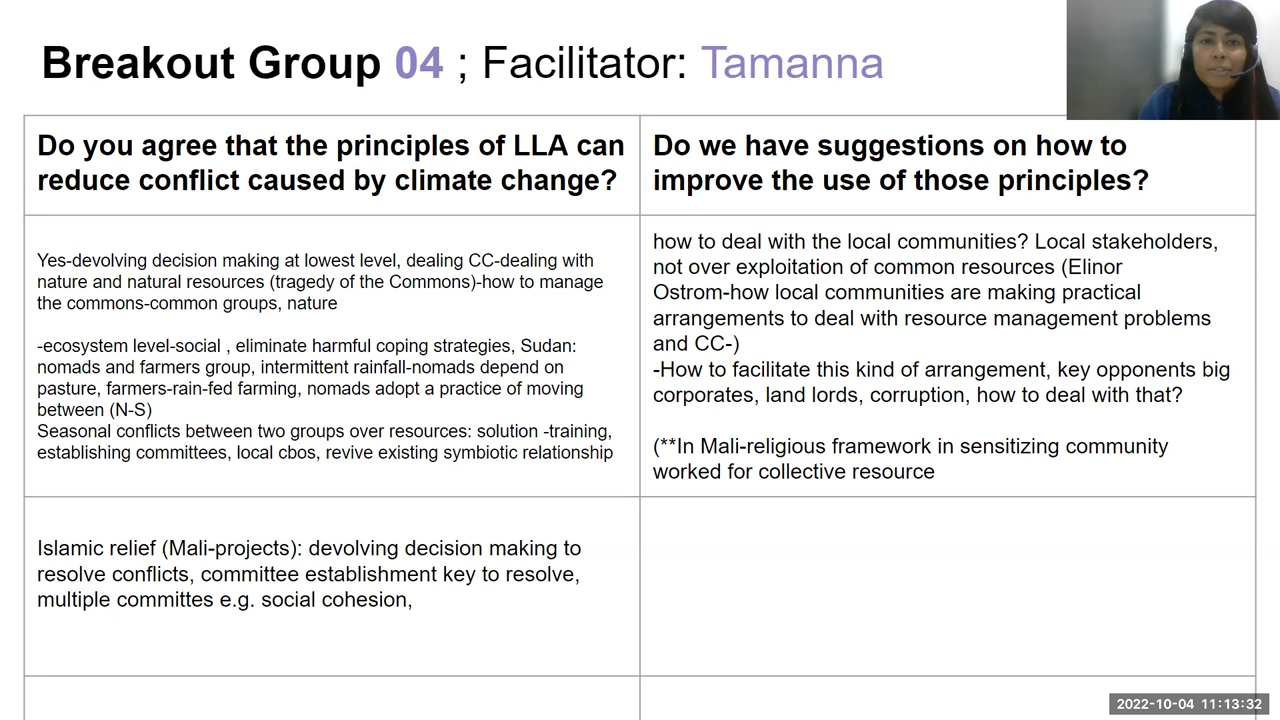 Breakout Group 04 ; Facilitator: Tamanna
Do you agree that the principles of LLA can
reduce conflict caused by climate change?
Do we have suggestions on how to
improve the use of those principles?
Yes-devolving decision making at lowest level, dealing CC-dealing with
nature and natural resources (tragedy of the Commons)-how to manage
the commons-common groups, nature
-ecosystem level-social , eliminate harmful coping strategies, Sudan:
nomads and farmers group, intermittent rainfall-nomads depend on
pasture, farmers-rain-fed farming, nomads adopt a practice of moving
between (N-S)
Seasonal conflicts between two groups over resources: solution -training,
establishing committees, local cbos, revive existing symbiotic relationship
how to deal with the local communities? Local stakeholders,
not over exploitation of common resources (Elinor
Ostrom-how local communities are making practical
arrangements to deal with resource management problems
and CC-)
-How to facilitate this kind of arrangement, key opponents big
corporates, land lords, corruption, how to deal with that?
(**In Mali-religious framework in sensitizing community
worked for collective resource
Islamic relief (Mali-projects): devolving decision making to
resolve conflicts, committee establishment key to resolve,
multiple committes e.g. social cohesion,
2022-10-04 11:13:32